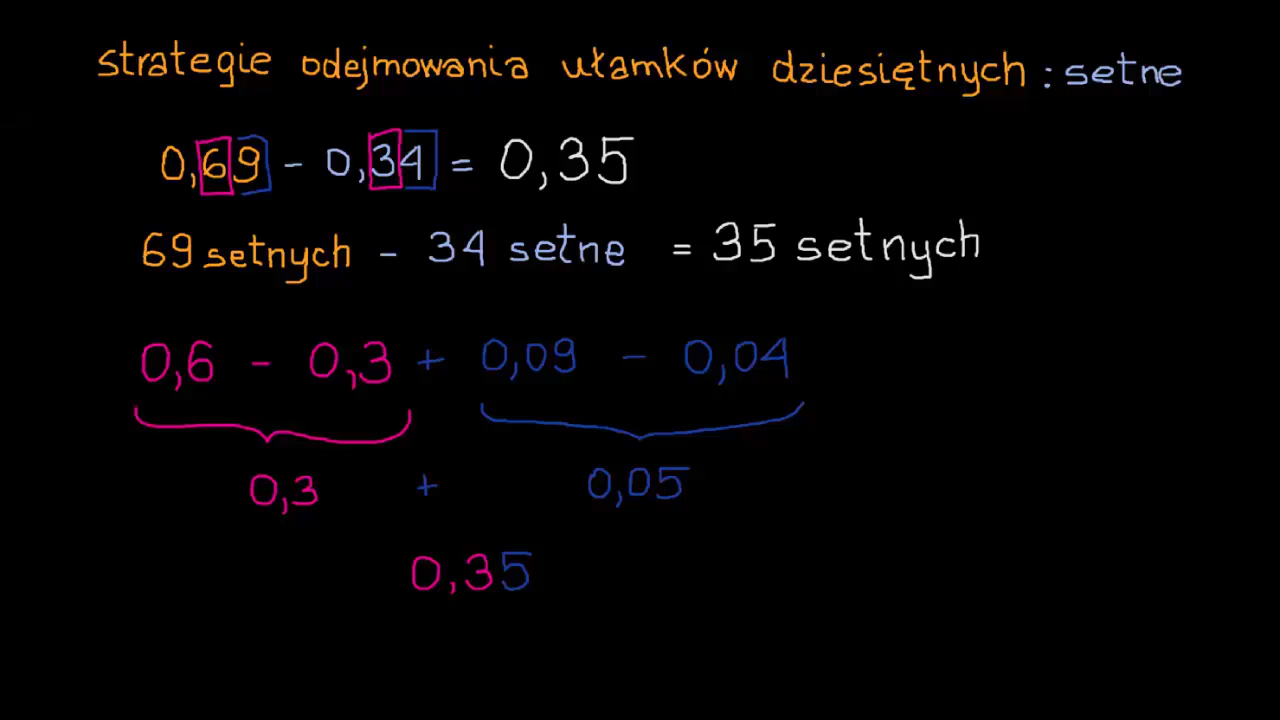 strategie odejmowania ułamków dziesiętnych : setne
0,69 - 0,34 = 0,35
69 setnych - 34 setne = 35 setnych
0,6 - 0,3 + 0,09 - 0,04
0,3 + 0,05
0,35